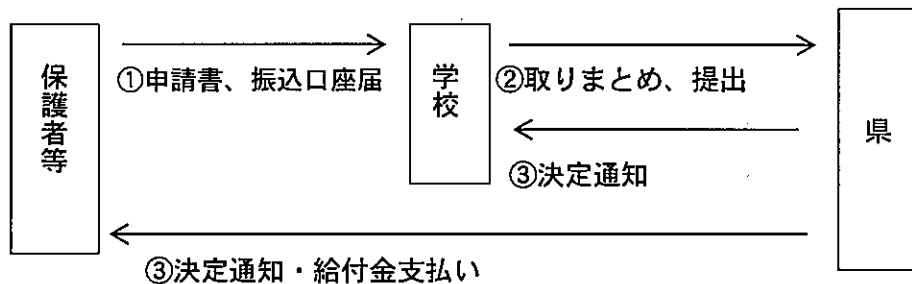 保護者等
①申請書、振込口座届
学校
②取りまとめ、提出
③決定通知
県
③決定通知・給付金支払い